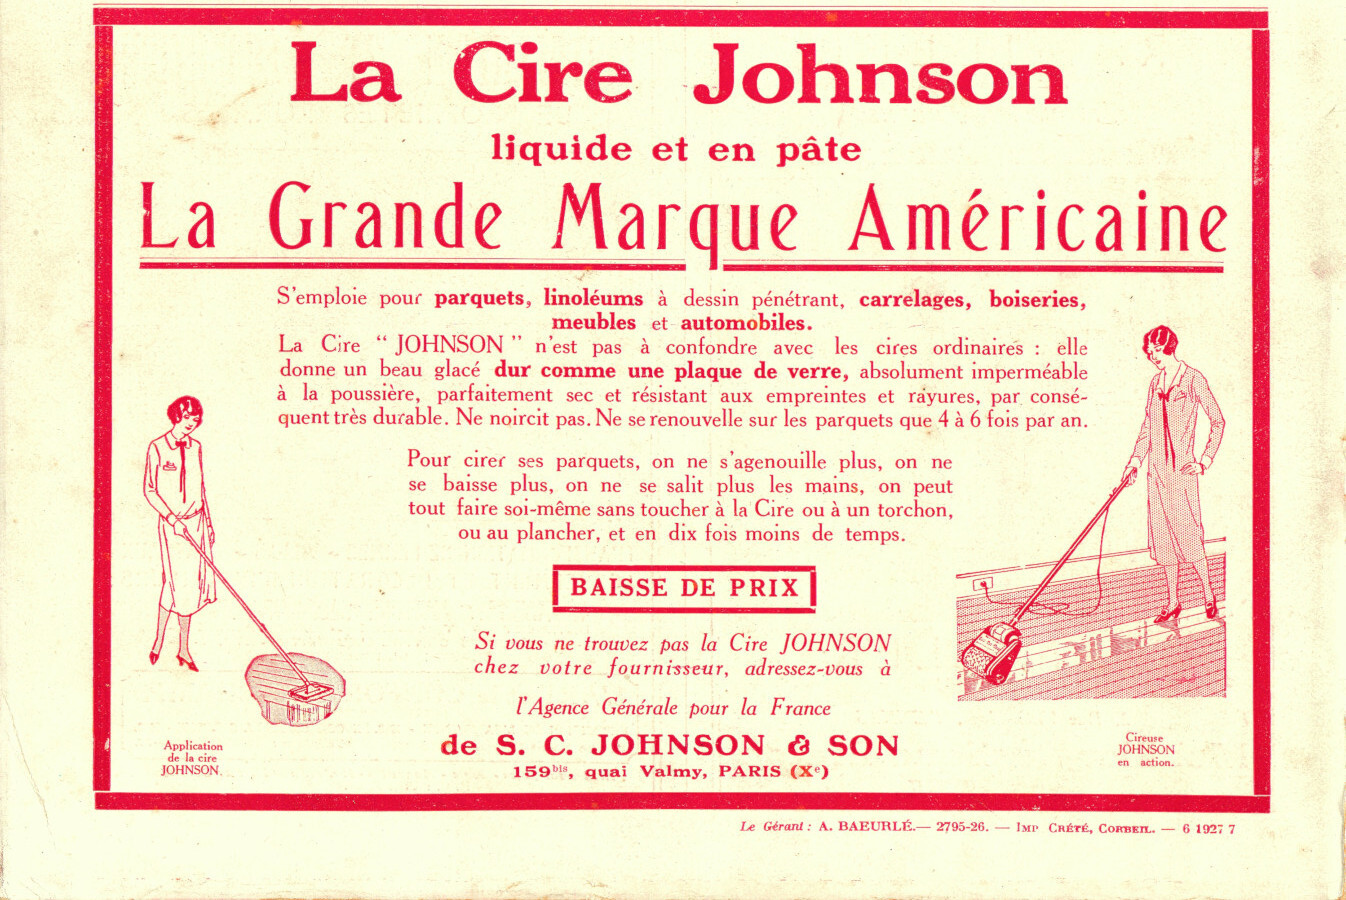 La Cire Johnson
liquide et en pâte
La Grande Marque Américaine
S'emploie pour parquets, linoléums à dessin pénétrant, carrelages, boiseries,
meubles et automobiles.
La Cire “ JOHNSON ” n'est pas à confondre avec les cires ordinaires : elle
donne un beau glacé dur comme une plaque de verre, absolument imperméable
à la poussière, parfaitement sec et résistant aux empreintes et rayures, par consé-
quent très durable. Ne noircit pas. Ne se renouvelle sur les parquets que 4 à 6 fois par an.
Pour cirer ses parquets, on ne s'agenouille plus, on ne
se baisse plus, on ne se salit plus les mains, on peut
tout faire soi-même sans toucher à la Cire ou à un torchon,
ou au plancher, et en dix fois moins de temps.
BAISSE DE PRIX
Si vous ne trouvez pas la Cire JOHNSON
chez votre fournisseur, adressez-vous à
l'Agence Générale pour la France
de S. C. JOHNSON & SON
159bis, quai Valmy, PARIS (Xe)
Application
de la cire
JOHNSON.
Cireuse
JOHNSON
en action.
Le Gérant : A. BAEURLÉ. — 2795-26. — IMP CRÉTÉ, CORBEIL. — 6 1927 7